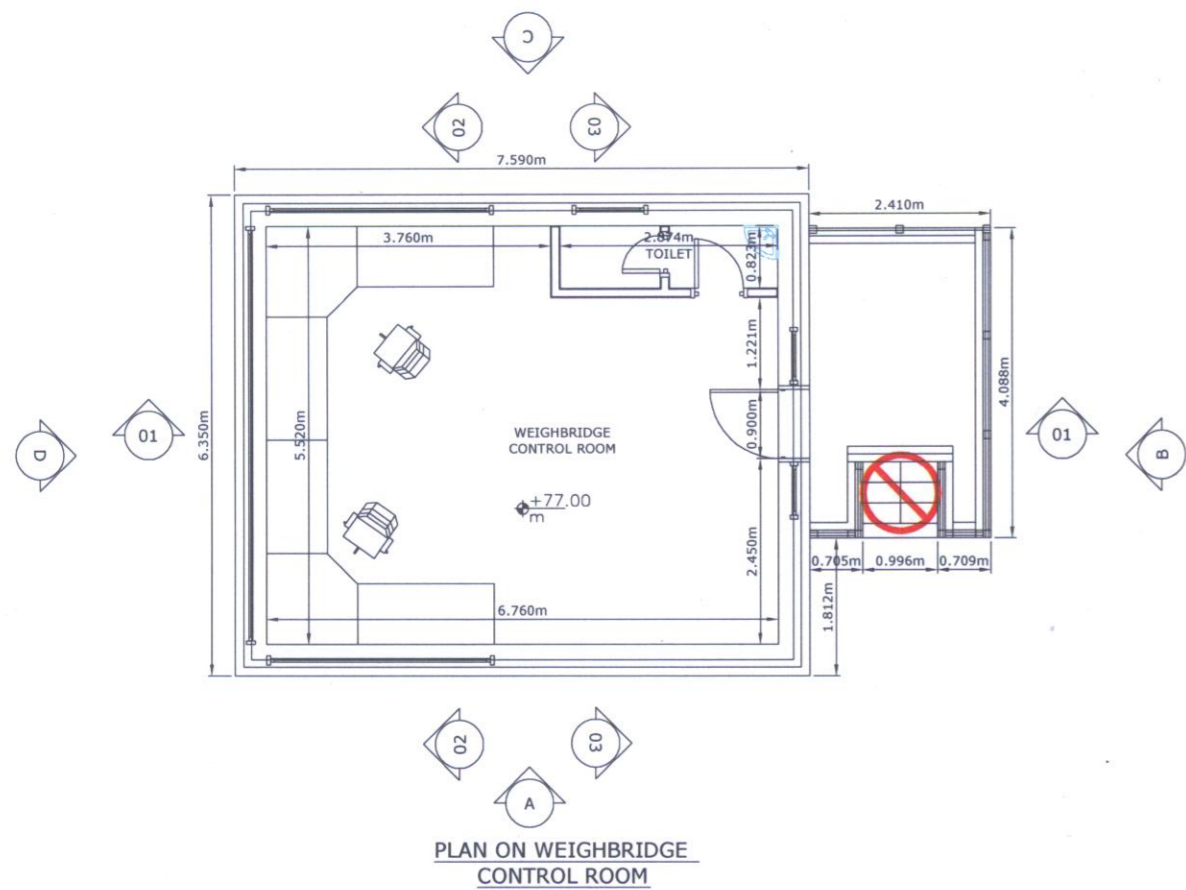 C
02
03
7.590m
2.410m
3.760m
2.874m
TOILET
0.823m
1.221m
4.088m
6.350m
5.520m
01
D
WEIGHBRIDGE
CONTROL ROOM
0.900m
01
B
+77.00
m
2.450m
0.705m
0.996m
0.709m
6.760m
1.812m
02
03
A
PLAN ON WEIGHBRIDGE
CONTROL ROOM